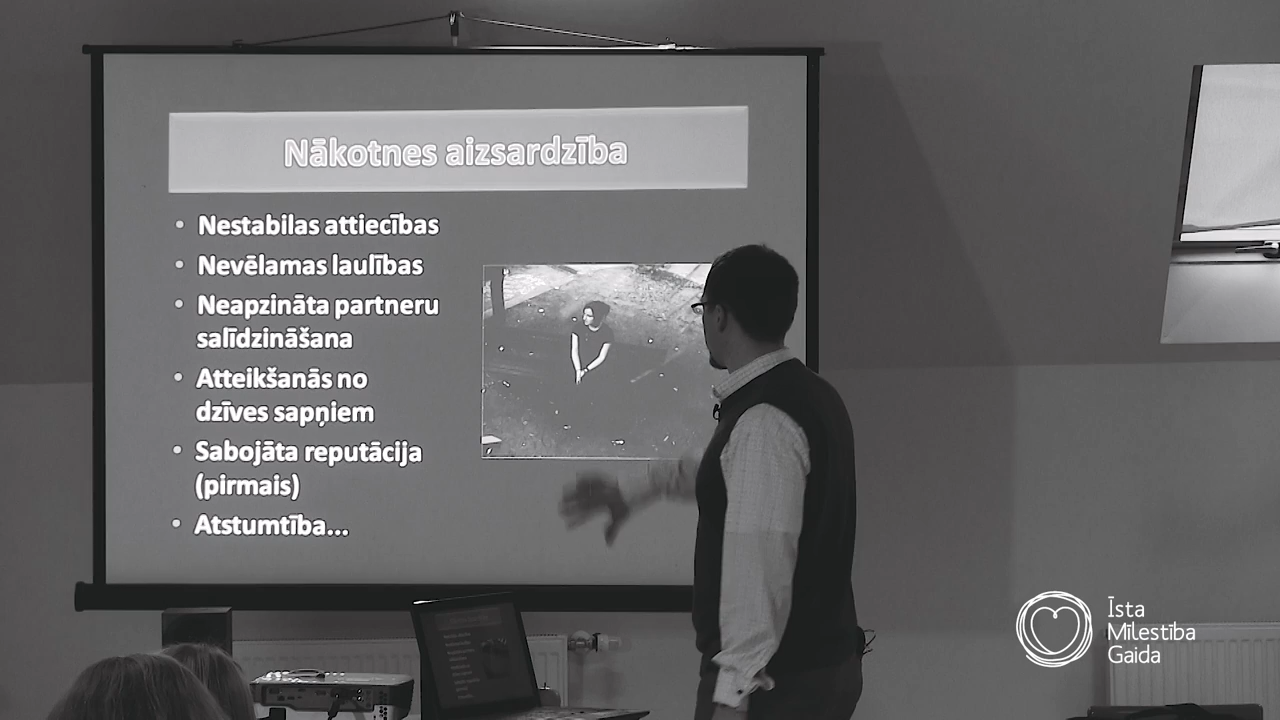 Nākotnes aizsardzība
• Nestabilas attiecības
• Nevēlamas laulības
• Neapzināta partneru
salīdzināšana
• Atteikšanās no
dzīves sapņiem
• Sabojāta reputācija
(pirmais)
• Atstumtība...
Īsta
Milestība
Gaida